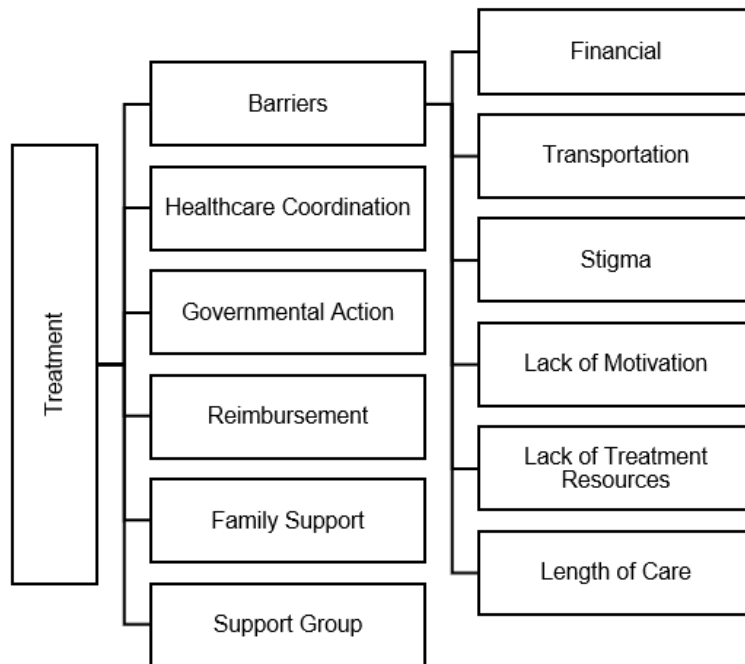 Treatment
Barriers
Healthcare Coordination
Governmental Action
Reimbursement
Family Support
Support Group
Financial
Transportation
Stigma
Lack of Motivation
Lack of Treatment
Resources
Length of Care